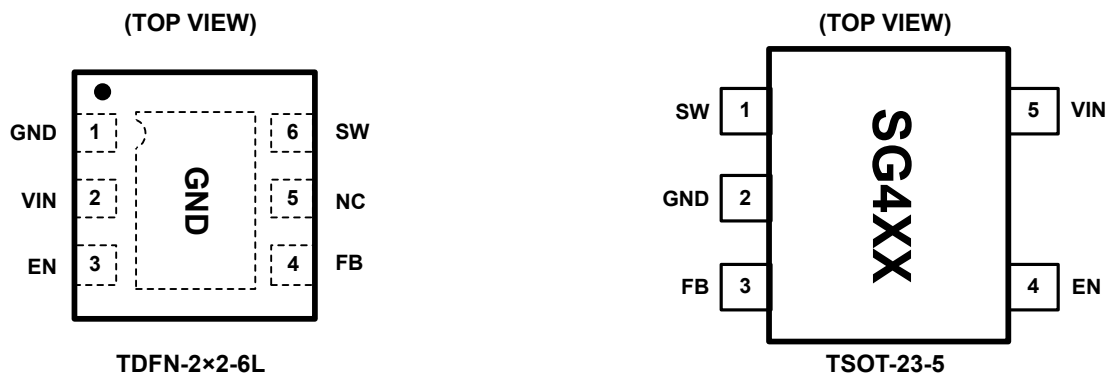 (TOP VIEW)
GND 1 6 SW
VIN 2 GND 5 NC
EN 3 4 FB
TDFN-2×2-6L
(TOP VIEW)
SW 1 5 VIN
GND 2 SG4XX
FB 3 4 EN
TSOT-23-5